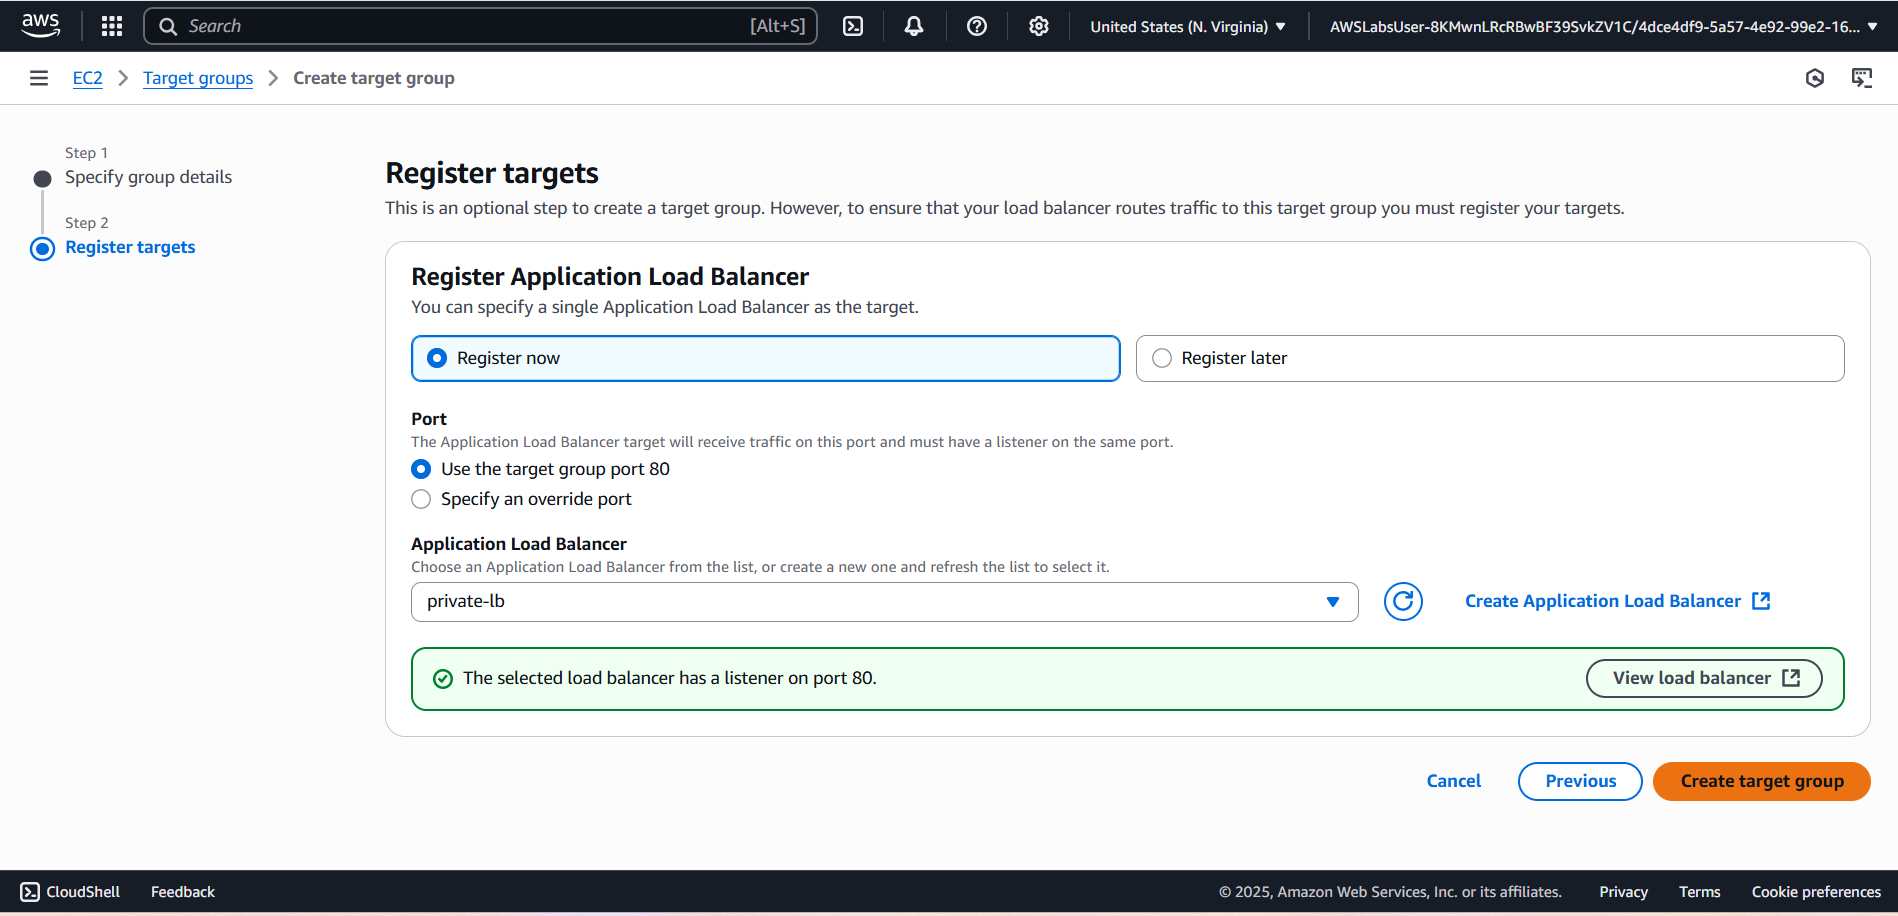 aws
Search [Alt+S]
United States (N. Virginia)
AWSLabsUser-8KMwnLRcRBwBF39SvkZV1C/4dce4df9-5a57-4e92-99e2-16...
EC2 > Target groups > Create target group
Step 1
Specify group details
Step 2
Register targets
Register targets
This is an optional step to create a target group. However, to ensure that your load balancer routes traffic to this target group you must register your targets.
Register Application Load Balancer
You can specify a single Application Load Balancer as the target.
Register now
Register later
Port
The Application Load Balancer target will receive traffic on this port and must have a listener on the same port.
Use the target group port 80
Specify an override port
Application Load Balancer
Choose an Application Load Balancer from the list, or create a new one and refresh the list to select it.
private-lb
Create Application Load Balancer
The selected load balancer has a listener on port 80.
View load balancer
Cancel
Previous
Create target group
CloudShell
Feedback
© 2025, Amazon Web Services, Inc. or its affiliates.
Privacy
Terms
Cookie preferences